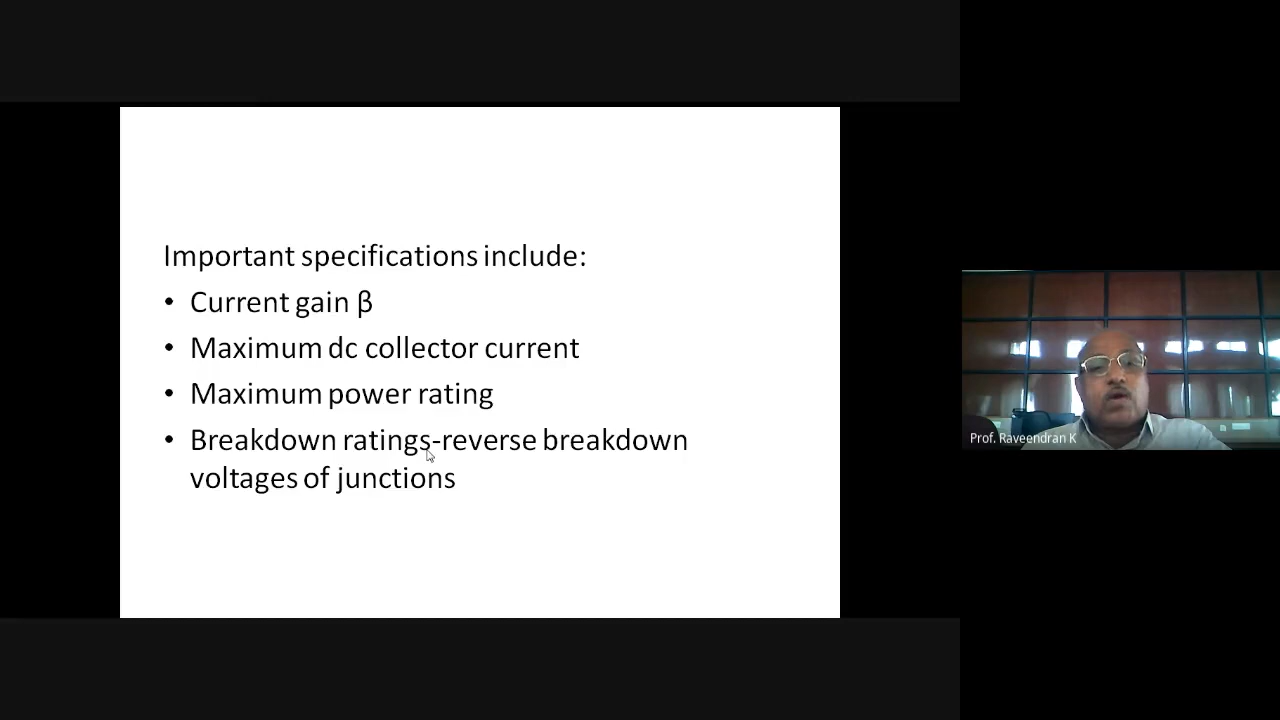 Important specifications include:
• Current gain β
• Maximum dc collector current
• Maximum power rating
• Breakdown ratings-reverse breakdown
voltages of junctions
Prof. Raveendran K